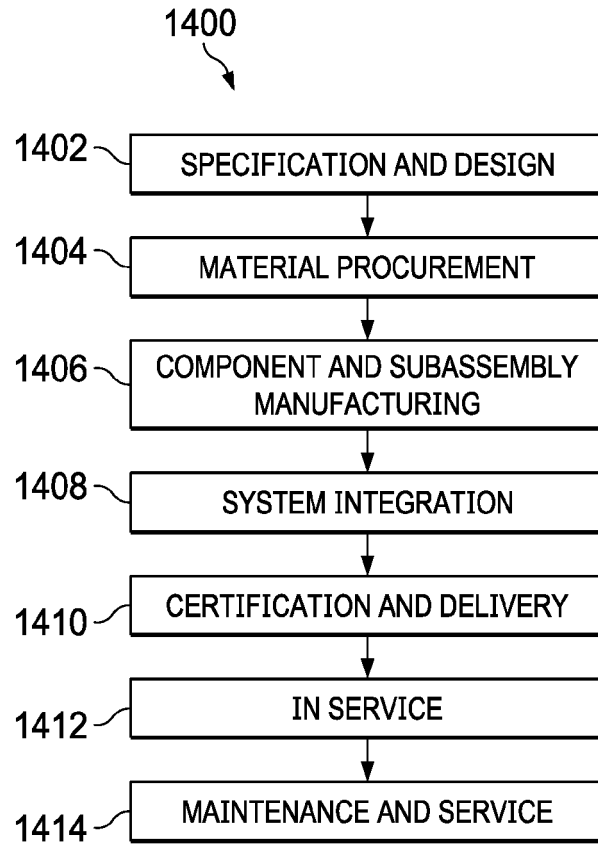 1400
1402
SPECIFICATION AND DESIGN
1404
MATERIAL PROCUREMENT
1406
COMPONENT AND SUBASSEMBLY
MANUFACTURING
1408
SYSTEM INTEGRATION
1410
CERTIFICATION AND DELIVERY
1412
IN SERVICE
1414
MAINTENANCE AND SERVICE